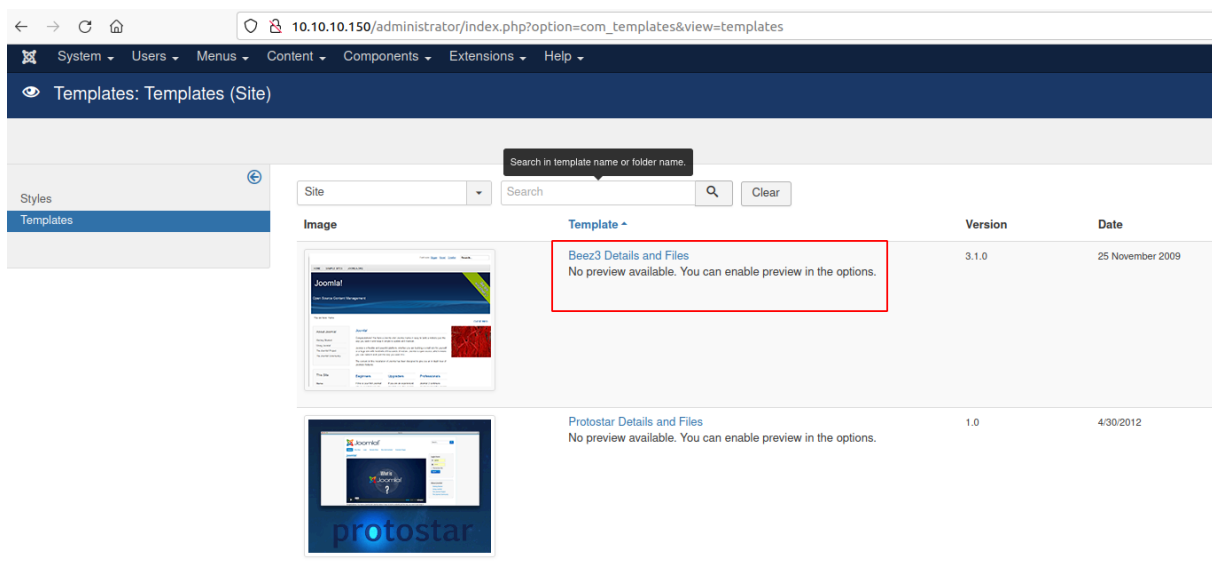 10.10.10.150/administrator/index.php?option=com_templates&view=templates
System Users Menus Content Components Extensions Help
Templates: Templates (Site)
Search in template name or folder name.
Styles
Templates
Site Search Clear
Image Template Version Date
Joomla!
Beez3 Details and Files 3.1.0 25 November 2009
No preview available. You can enable preview in the options.
Protostar Details and Files 1.0 4/30/2012
No preview available. You can enable preview in the options.
Joomla!
Joomla!
?
protostar